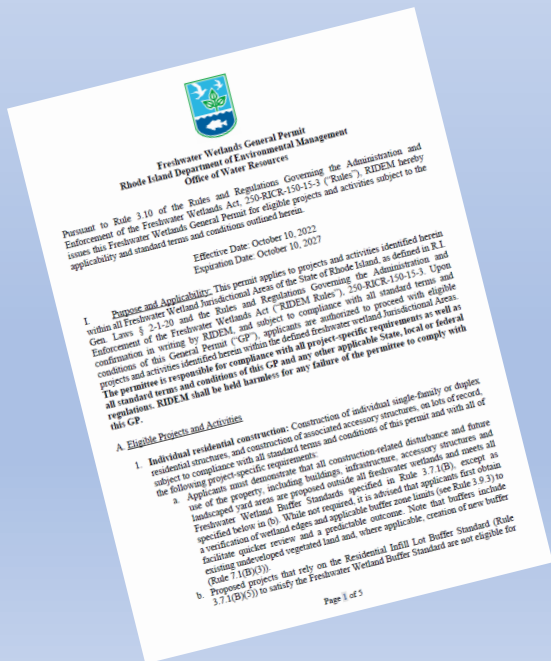 Freshwater Wetlands General Permit
Rhode Island Department of Environmental Management
Office of Water Resources
Pursuant to Rule 3.10 of the Rules and Regulations Governing the Administration and
Enforcement of the Freshwater Wetlands Act, 250-RICR-150-15-3 ("Rules"), RIDEM hereby
issues this Freshwater Wetlands General Permit for eligible projects and activities subject to the
applicability and standard terms and conditions outlined herein.
Effective Date: October 10, 2022
Expiration Date: October 10, 2027
I. Purpose and Applicability: This permit applies to projects and activities identified herein
within all Freshwater Wetland Jurisdictional Areas of the State of Rhode Island, as defined in R.I.
Gen. Laws § 2-1-20 and the Rules and Regulations Governing the Administration and
Enforcement of the Freshwater Wetlands Act ("RIDEM Rules"), 250-RICR-150-15-3. Upon
confirmation in writing by RIDEM, and subject to compliance with all standard terms and
conditions of this General Permit ("GP"), applicants are authorized to proceed with eligible
projects and activities identified herein within the defined freshwater wetland Jurisdictional Areas.
The permittee is responsible for compliance with all project-specific requirements as well as
all standard terms and conditions of this GP and any other applicable State, local or federal
regulations. RIDEM shall be held harmless for any failure of the permittee to comply with
this GP.
A. Eligible Projects and Activities
1. Individual residential construction: Construction of individual single-family or duplex
residential structures, and construction of associated accessory structures, on lots of record,
subject to compliance with all standard terms and conditions of this permit and with all of
the following project-specific requirements:
a. Applicants must demonstrate that all construction-related disturbance and future
use of the property, including buildings, infrastructure, accessory structures and
landscaped yard areas are proposed outside all freshwater wetlands and meets all
Freshwater Wetland Buffer Standards specified in Rule 3.7.1(B), except as
specified below in (b). While not required, it is advised that applicants first obtain
a verification of wetland edges and applicable buffer zone limits (see Rule 3.9.3) to
facilitate quicker review and a predictable outcome. Note that buffers include
existing undeveloped vegetated land and, where applicable, creation of new buffer
(Rule 7.1(B)(3)).
b. Proposed projects that rely on the Residential Infill Lot Buffer Standard (Rule
3.7.1(B)(5)) to satisfy the Freshwater Wetland Buffer Standard are not eligible for
Page 1 of 5